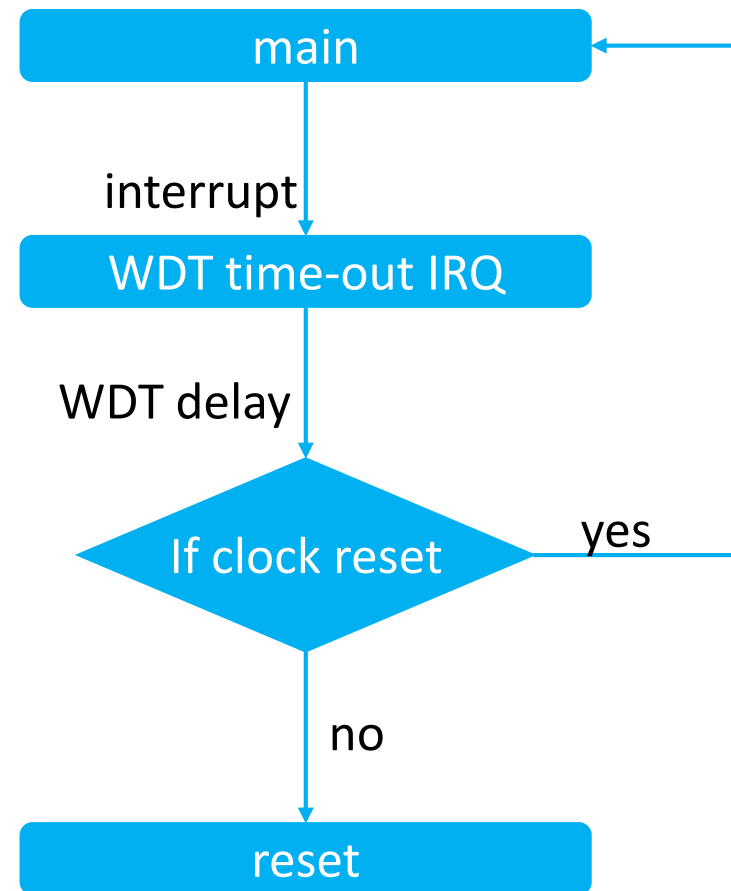 main
interrupt
WDT time-out IRQ
WDT delay
If clock reset
yes
no
reset